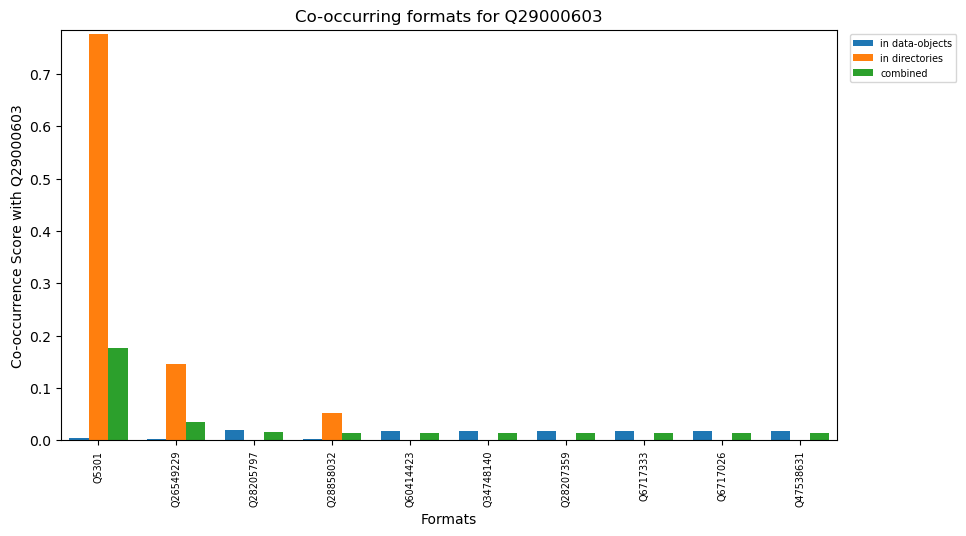 Co-occurring formats for Q29000603
in data-objects
in directories
combined
Co-occurrence Score with Q29000603
0.7
0.6
0.5
0.4
0.3
0.2
0.1
0.0
Q5301
Q26549229
Q28205797
Q28858032
Q60414423
Q34748140
Q28207359
Q6717333
Q6717026
Q47538631
Formats